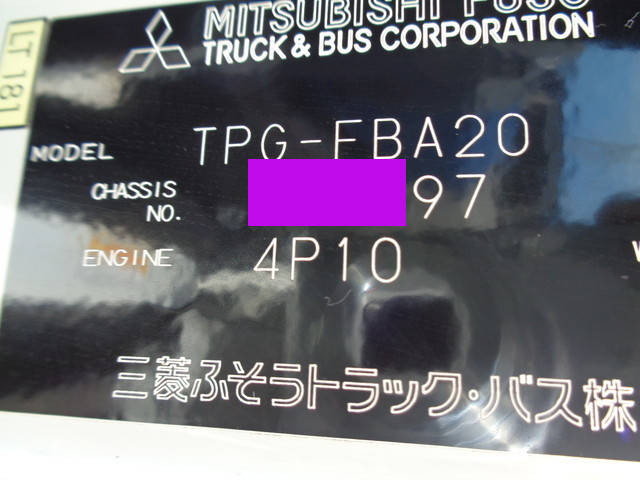 MITSUBISHI FUSO
TRUCK & BUS CORPORATION
LT 181
MODEL TPG-FBA20
CHASSIS NO. 97
ENGINE 4P10
三菱ふそうトラック・バス株